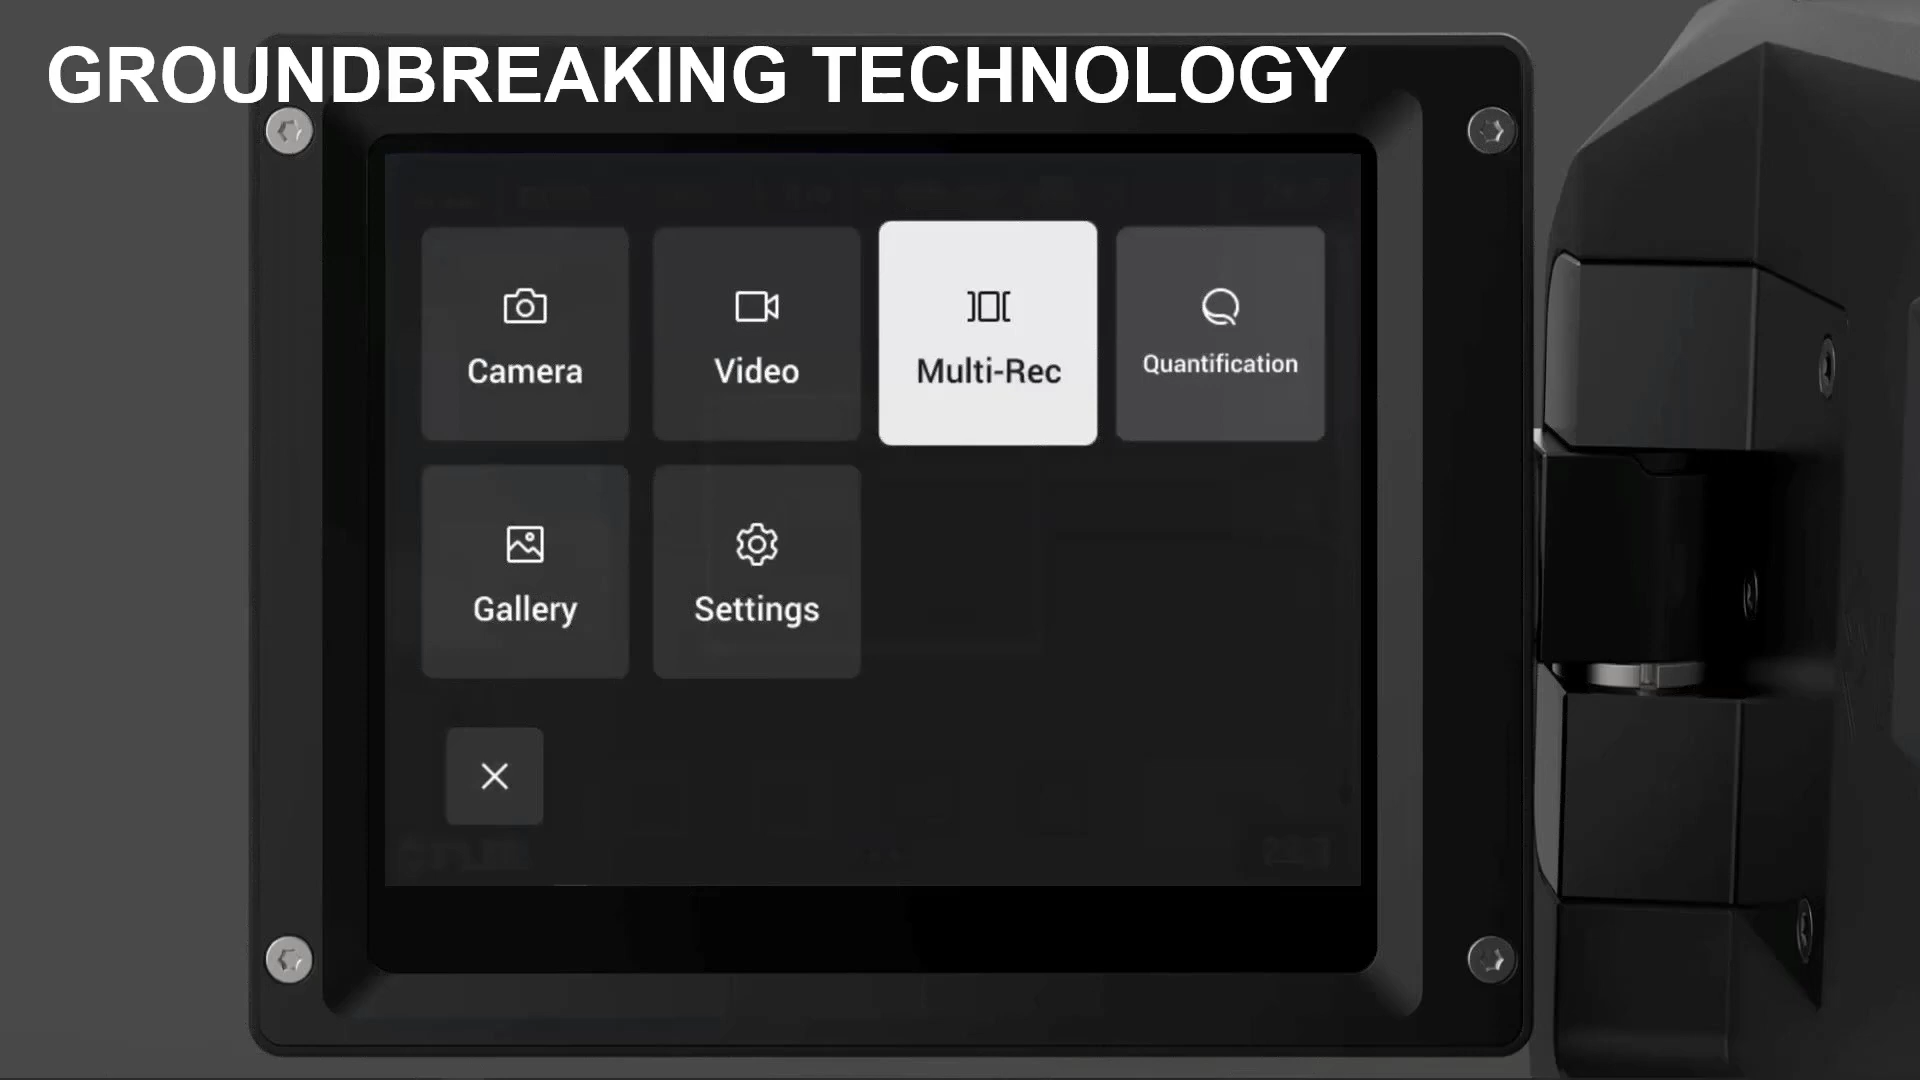 GROUNDBREAKING TECHNOLOGY
Camera
Video
Multi-Rec
Quantification
Gallery
Settings